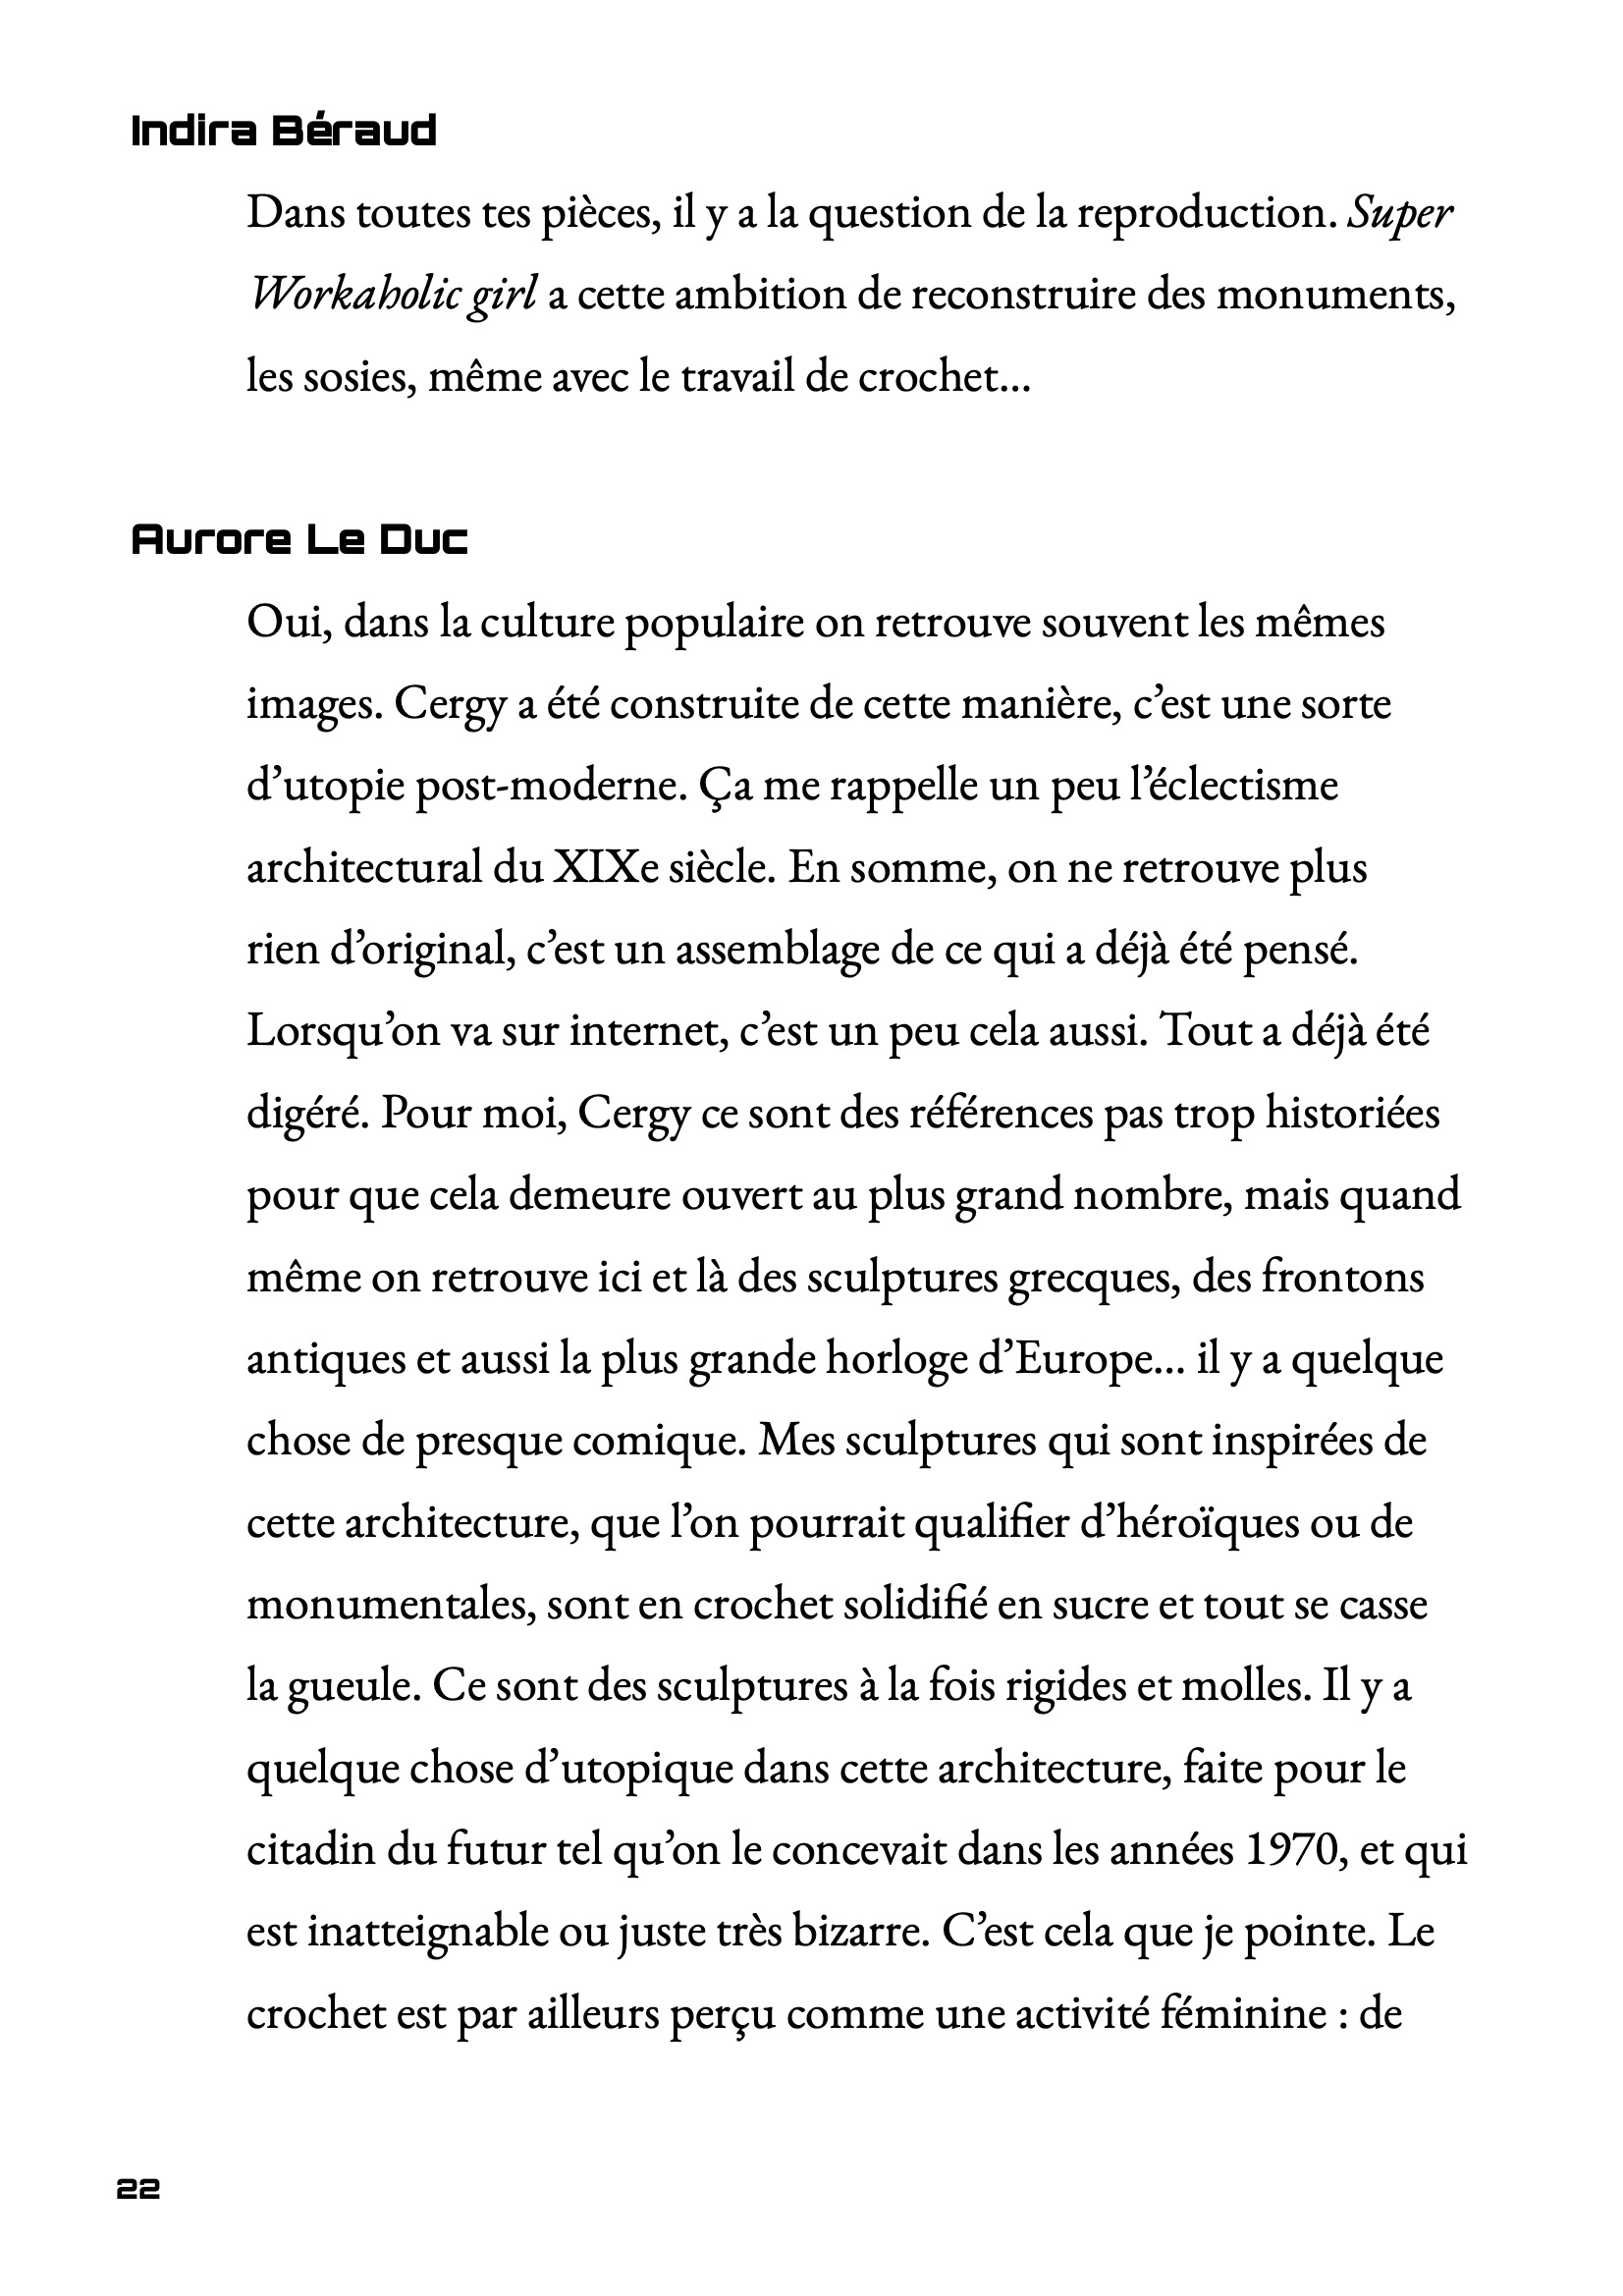 Indira Béraud
Dans toutes tes pièces, il y a la question de la reproduction. Super
Workaholic girl a cette ambition de reconstruire des monuments,
les sosies, même avec le travail de crochet...
Aurore Le Duc
Oui, dans la culture populaire on retrouve souvent les mêmes
images. Cergy a été construite de cette manière, c’est une sorte
d’utopie post-moderne. Ça me rappelle un peu l’éclectisme
architectural du XIXe siècle. En somme, on ne retrouve plus
rien d’original, c’est un assemblage de ce qui a déjà été pensé.
Lorsqu’on va sur internet, c’est un peu cela aussi. Tout a déjà été
digéré. Pour moi, Cergy ce sont des références pas trop historiées
pour que cela demeure ouvert au plus grand nombre, mais quand
même on retrouve ici et là des sculptures grecques, des frontons
antiques et aussi la plus grande horloge d’Europe... il y a quelque
chose de presque comique. Mes sculptures qui sont inspirées de
cette architecture, que l’on pourrait qualifier d’héroïques ou de
monumentales, sont en crochet solidifié en sucre et tout se casse
la gueule. Ce sont des sculptures à la fois rigides et molles. Il y a
quelque chose d’utopique dans cette architecture, faite pour le
citadin du futur tel qu’on le concevait dans les années 1970, et qui
est inatteignable ou juste très bizarre. C’est cela que je pointe. Le
crochet est par ailleurs perçu comme une activité féminine : de
22